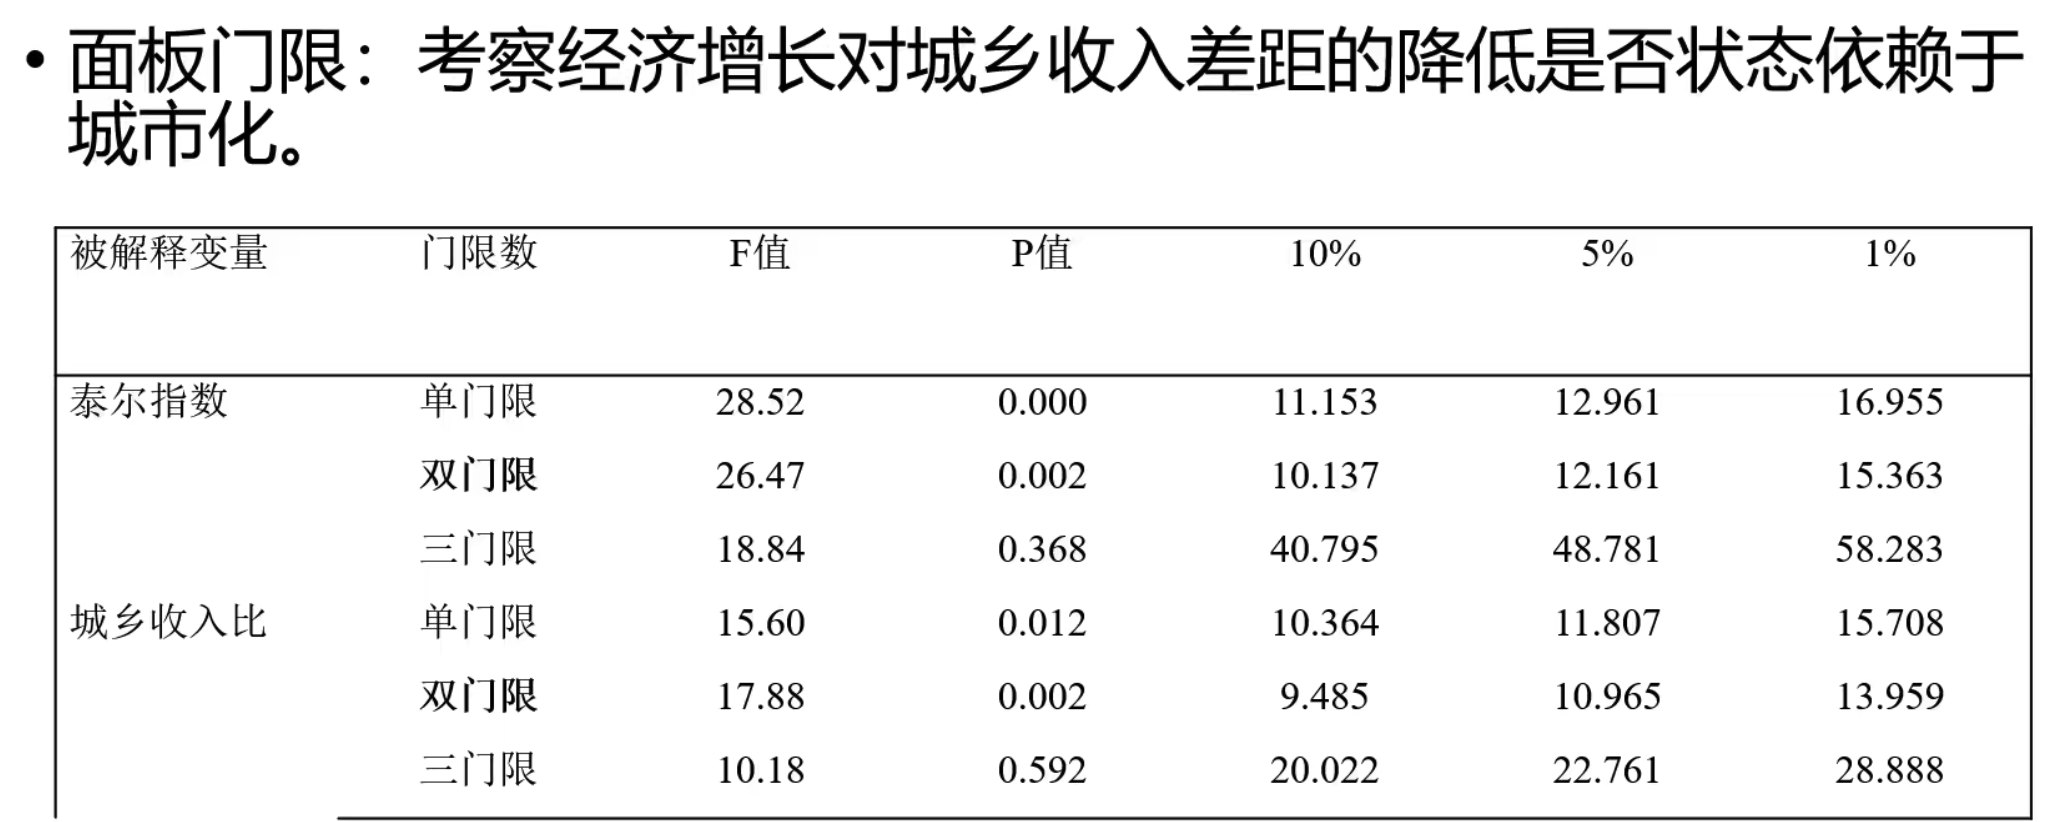 • 面板门限：考察经济增长对城乡收入差距的降低是否状态依赖于
城市化。
被解释变量 门限数 F值 P值 10% 5% 1%
泰尔指数 单门限 28.52 0.000 11.153 12.961 16.955
双门限 26.47 0.002 10.137 12.161 15.363
三门限 18.84 0.368 40.795 48.781 58.283
城乡收入比 单门限 15.60 0.012 10.364 11.807 15.708
双门限 17.88 0.002 9.485 10.965 13.959
三门限 10.18 0.592 20.022 22.761 28.888